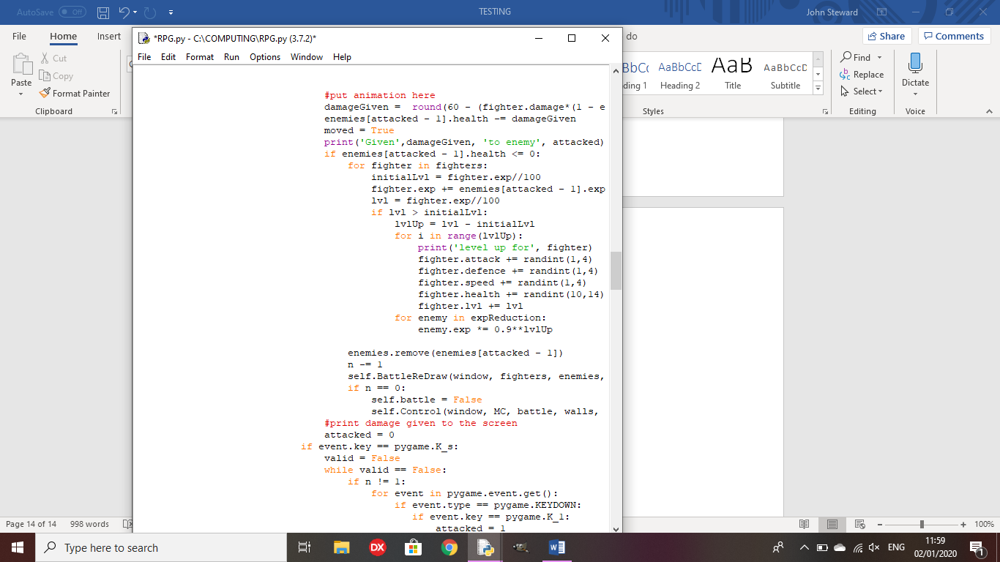 AutoSave Off
TESTING
John Steward
File Home Insert
do
Share Comments
Paste
Cut
Copy
Format Painter
Clipboard
AaBbCcD
AaB
AaBbCcD
ding 1 Heading 2 Title Subtitle
Styles
Find
Replace
Select
Editing
Dictate
Voice
*RPG.py - C:\COMPUTING\RPG.py (3.7.2)*
File Edit Format Run Options Window Help
#put animation here
damageGiven =  round(60 - (fighter.damage*(1 - e
enemies[attacked - 1].health -= damageGiven
moved = True
print('Given',damageGiven, 'to enemy', attacked)
if enemies[attacked - 1].health <= 0:
    for fighter in fighters:
        initialLvl = fighter.exp//100
        fighter.exp += enemies[attacked - 1].exp
        lvl = fighter.exp//100
        if lvl > initialLvl:
            lvlUp = lvl - initialLvl
            for i in range(lvlUp):
                print('level up for', fighter)
                fighter.attack += randint(1,4)
                fighter.defence += randint(1,4)
                fighter.speed += randint(1,4)
                fighter.health += randint(10,14)
                fighter.lvl += lvl
            for enemy in expReduction:
                enemy.exp *= 0.9**lvlUp
    enemies.remove(enemies[attacked - 1])
    n -= 1
    self.BattleReDraw(window, fighters, enemies,
    if n == 0:
        self.battle = False
        self.Control(window, MC, battle, walls,
#print damage given to the screen
attacked = 0
if event.key == pygame.K_s:
    valid = False
    while valid == False:
        if n != 1:
            for event in pygame.event.get():
                if event.type == pygame.KEYDOWN:
                    if event.key == pygame.K_1:
                        attacked = 1
Page 14 of 14 998 words
100%
Type here to search
DX
ENG
11:59
02/01/2020
1